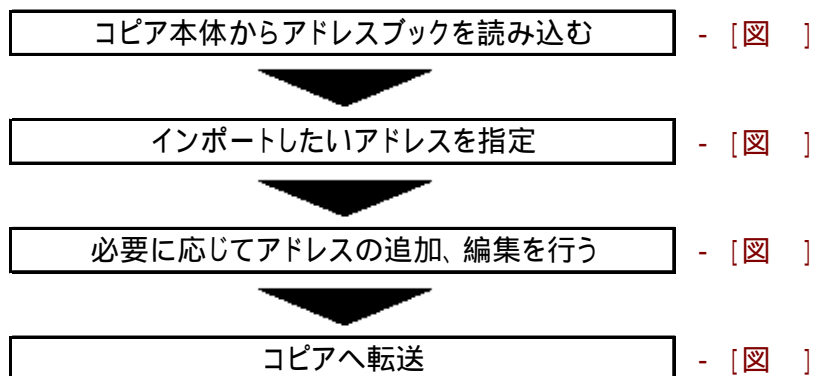 コピア本体からアドレスブックを読み込む - [図 ]
インポートしたいアドレスを指定 - [図 ]
必要に応じてアドレスの追加、編集を行う - [図 ]
コピアへ転送 - [図 ]